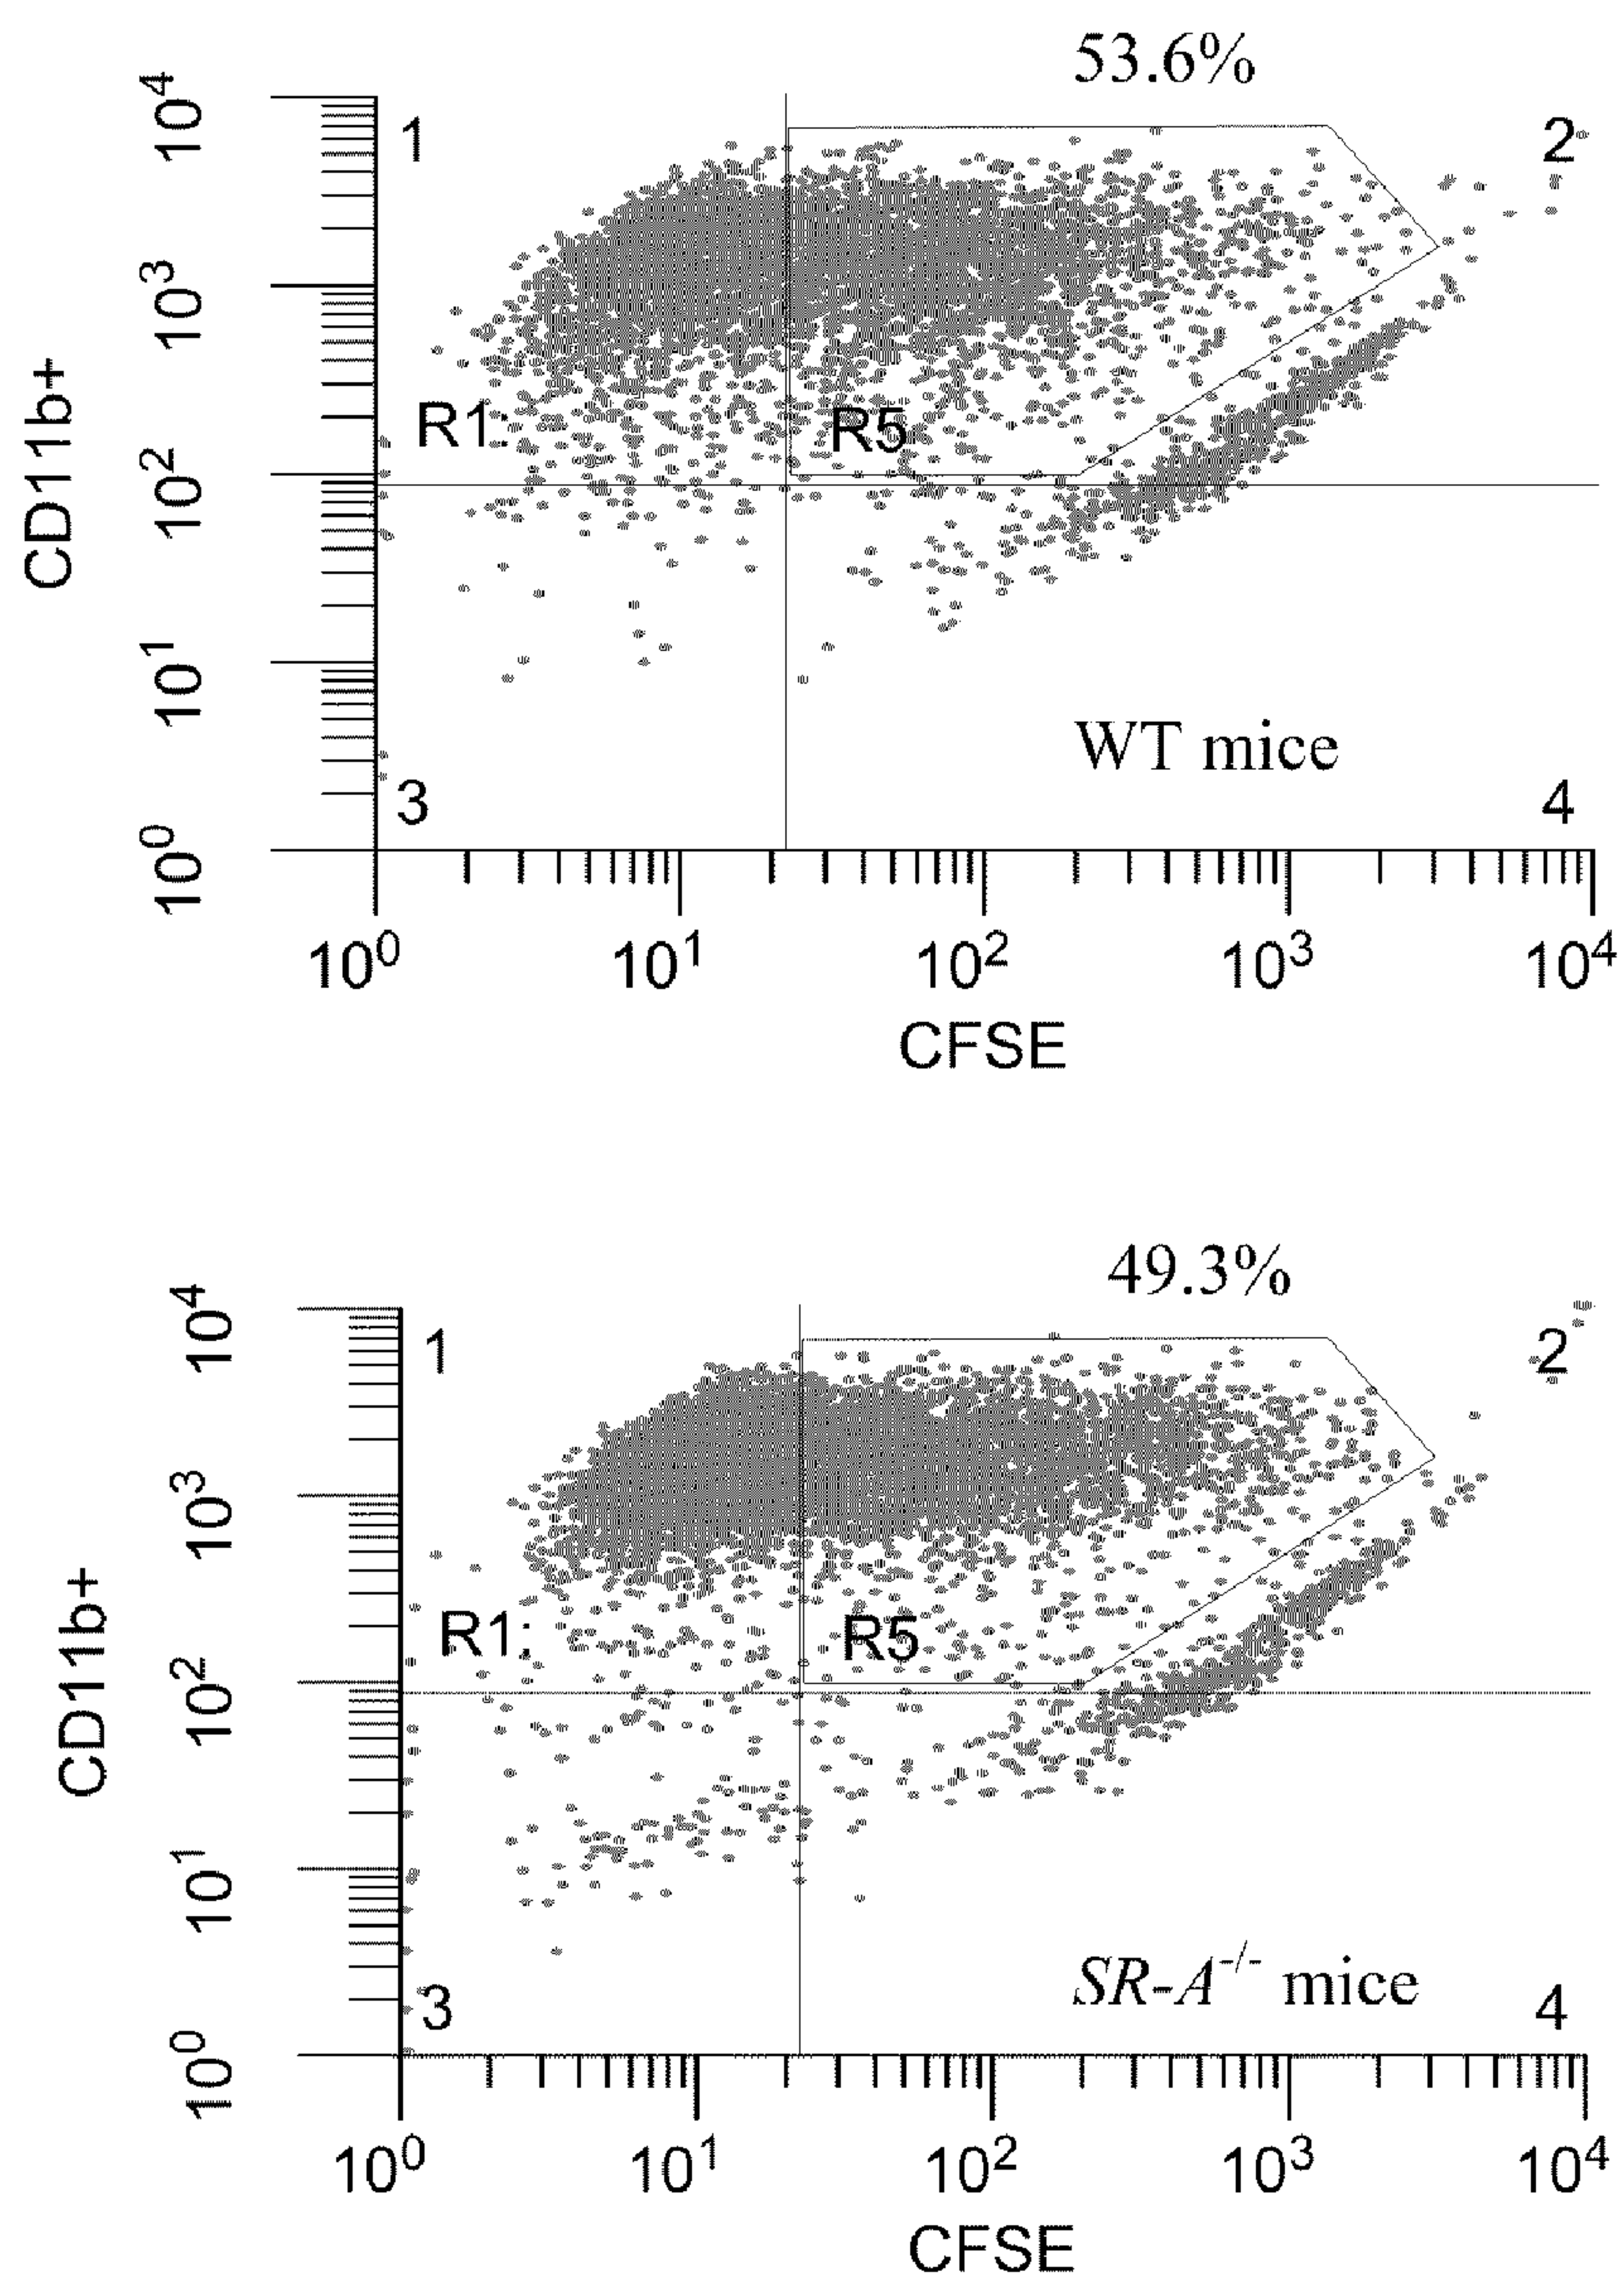 53.6%
10⁴
1
2
10³
CD11b+
R1:
R5
10²
10¹
WT mice
3
4
10⁰
10⁰ 10¹ 10² 10³ 10⁴
CFSE
49.3%
10⁴
1
2
10³
CD11b+
R1:
R5
10²
10¹
SR-A⁻/⁻ mice
3
4
10⁰
10⁰ 10¹ 10² 10³ 10⁴
CFSE